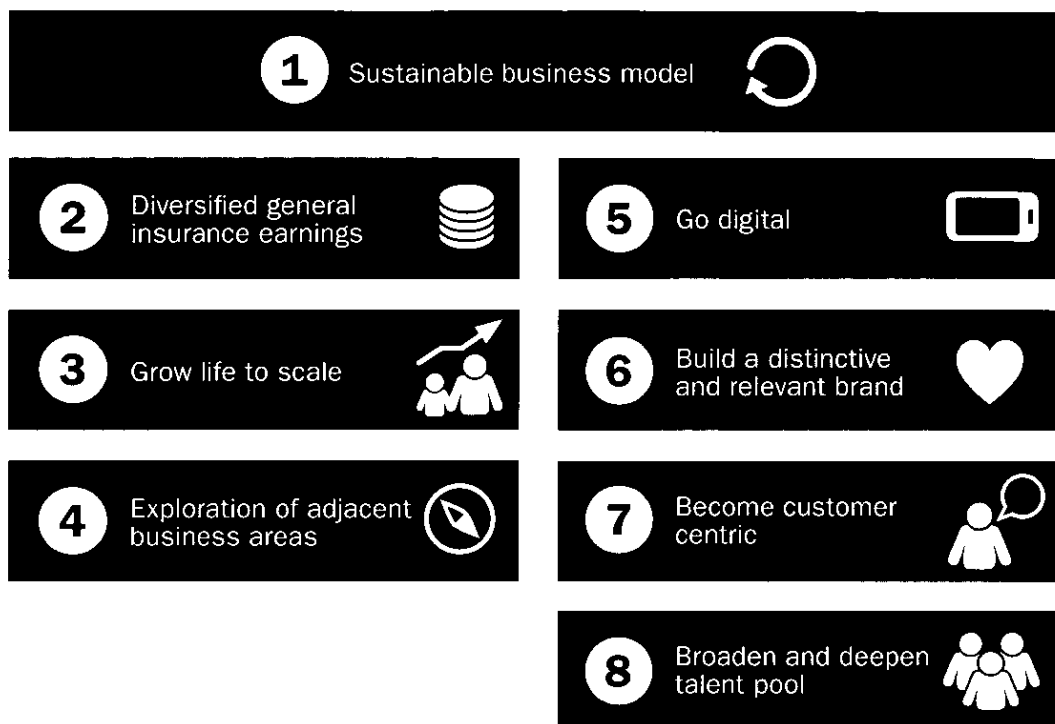 1 Sustainable business model
2 Diversified general
insurance earnings
3 Grow life to scale
4 Exploration of adjacent
business areas
5 Go digital
6 Build a distinctive
and relevant brand
7 Become customer
centric
8 Broaden and deepen
talent pool